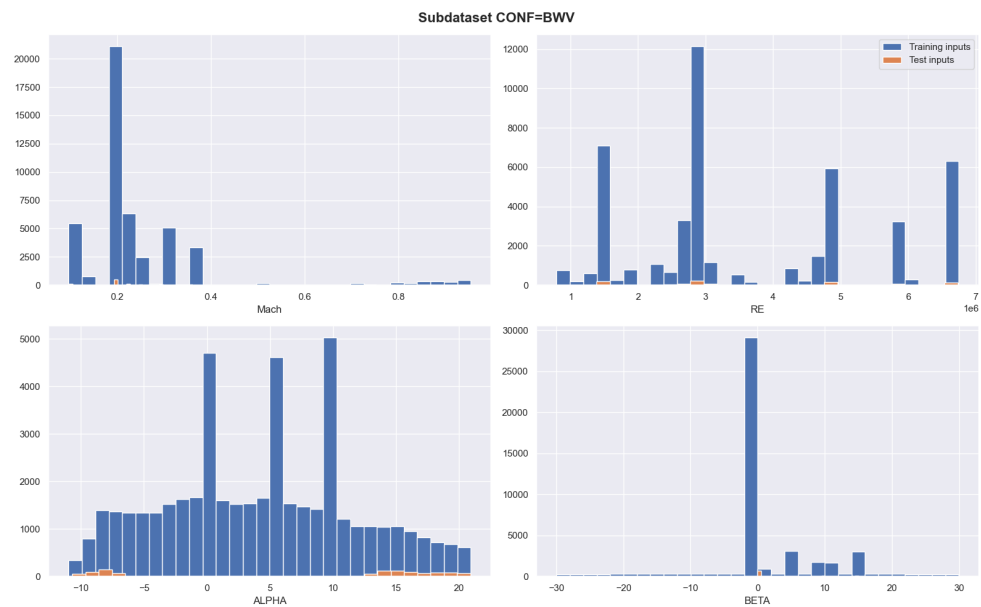 Subdataset CONF=BWV
20000
17500
15000
12500
10000
7500
5000
2500
0
0.2 0.4 0.6 0.8
Mach
12000
10000
8000
6000
4000
2000
0
Training inputs
Test inputs
1 2 3 4 5 6 7
1e6
RE
5000
4000
3000
2000
1000
0
−10 −5 0 5 10 15 20
ALPHA
30000
25000
20000
15000
10000
5000
0
−30 −20 −10 0 10 20 30
BETA